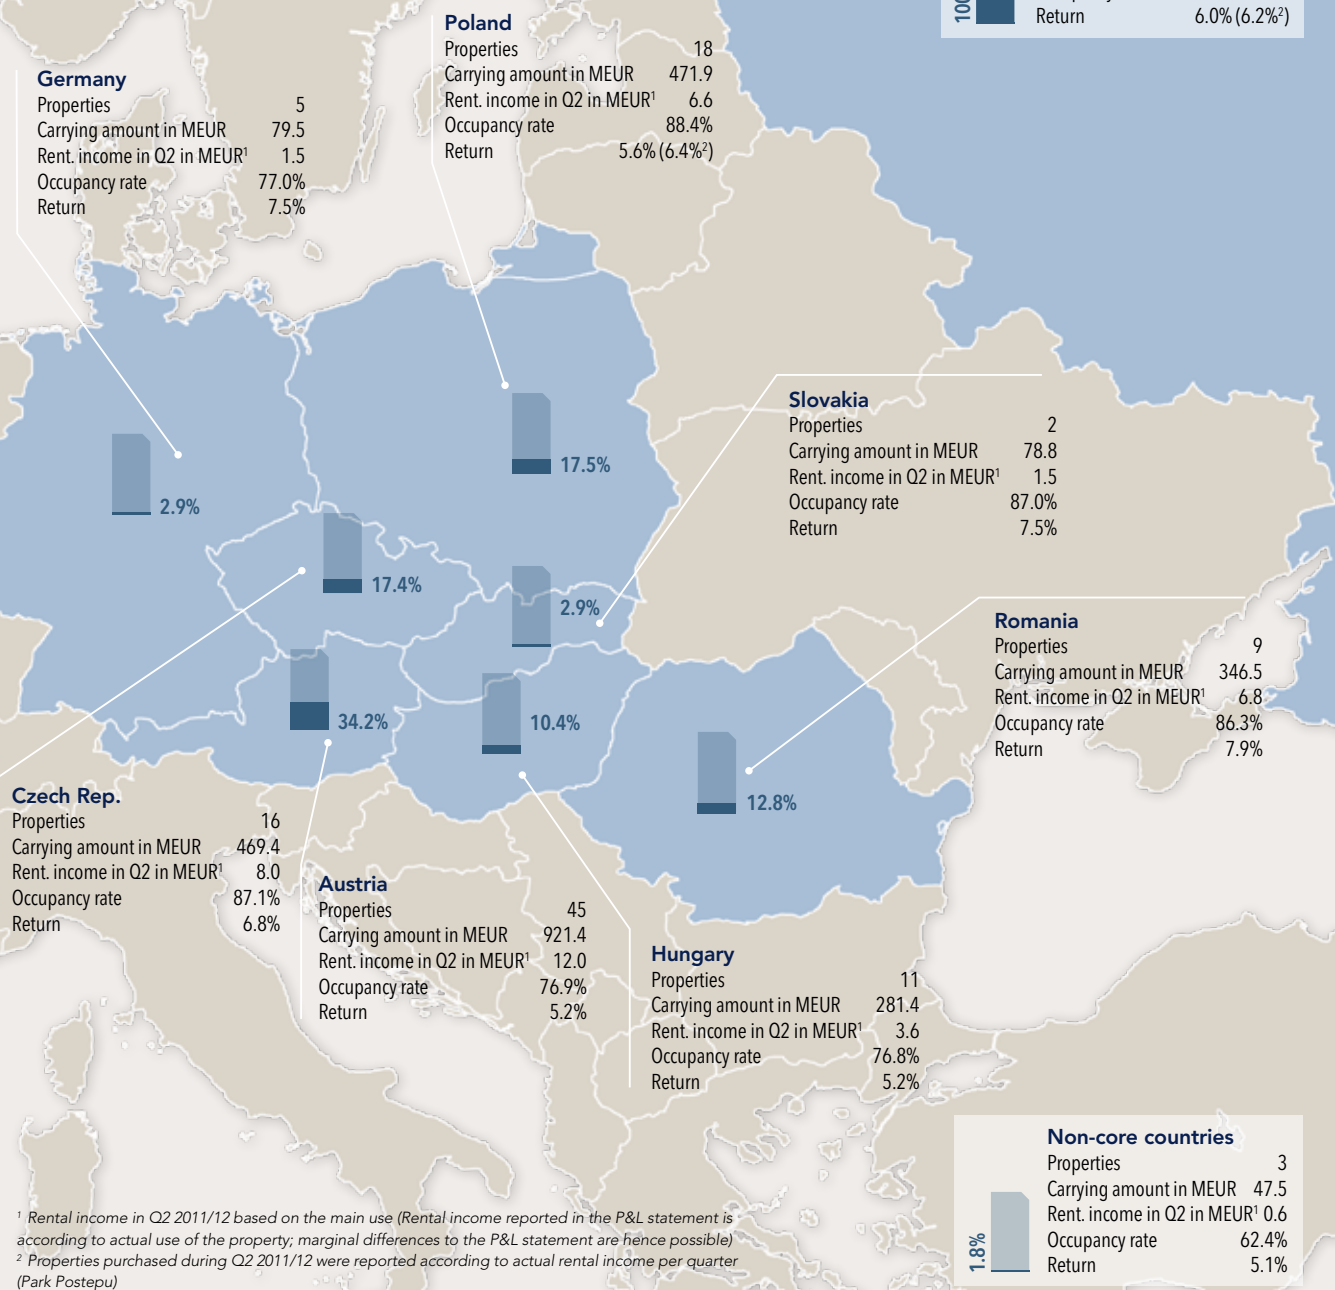 100
Return 6.0% (6.2%²)
Poland
Properties 18
Carrying amount in MEUR 471.9
Rent. income in Q2 in MEUR¹ 6.6
Occupancy rate 88.4%
Return 5.6% (6.4%²)
Germany
Properties 5
Carrying amount in MEUR 79.5
Rent. income in Q2 in MEUR¹ 1.5
Occupancy rate 77.0%
Return 7.5%
Slovakia
Properties 2
Carrying amount in MEUR 78.8
Rent. income in Q2 in MEUR¹ 1.5
Occupancy rate 87.0%
Return 7.5%
17.5%
2.9%
17.4%
2.9%
34.2%
10.4%
12.8%
Romania
Properties 9
Carrying amount in MEUR 346.5
Rent. income in Q2 in MEUR¹ 6.8
Occupancy rate 86.3%
Return 7.9%
Czech Rep.
Properties 16
Carrying amount in MEUR 469.4
Rent. income in Q2 in MEUR¹ 8.0
Occupancy rate 87.1%
Return 6.8%
Austria
Properties 45
Carrying amount in MEUR 921.4
Rent. income in Q2 in MEUR¹ 12.0
Occupancy rate 76.9%
Return 5.2%
Hungary
Properties 11
Carrying amount in MEUR 281.4
Rent. income in Q2 in MEUR¹ 3.6
Occupancy rate 76.8%
Return 5.2%
Non-core countries
Properties 3
Carrying amount in MEUR 47.5
Rent. income in Q2 in MEUR¹ 0.6
Occupancy rate 62.4%
Return 5.1%
1.8%
¹ Rental income in Q2 2011/12 based on the main use (Rental income reported in the P&L statement is
according to actual use of the property; marginal differences to the P&L statement are hence possible)
² Properties purchased during Q2 2011/12 were reported according to actual rental income per quarter
(Park Postepu)